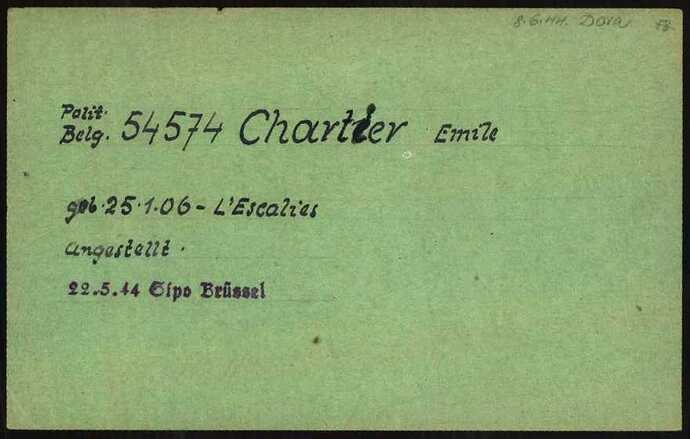 8.6.44. Dora
Polit.
Belg. 54574 Chartier Emile
geb. 25.1.06 - L'Escalies
Angestellt.
22.5.44 Sipo Brüssel